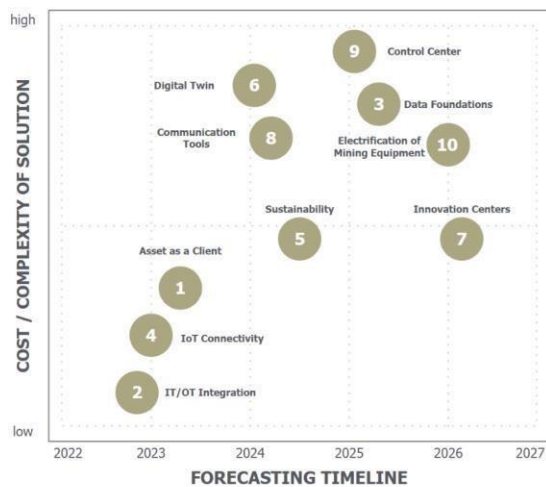 high
9
Control Center
Digital Twin
6
3
Data Foundations
Communication
Tools
8
Electrification of
Mining Equipment
10
Sustainability
5
Innovation Centers
7
Asset as a Client
1
4
IoT Connectivity
2
IT/OT Integration
low
COST / COMPLEXITY OF SOLUTION
2022
2023
2024
2025
2026
2027
FORECASTING TIMELINE